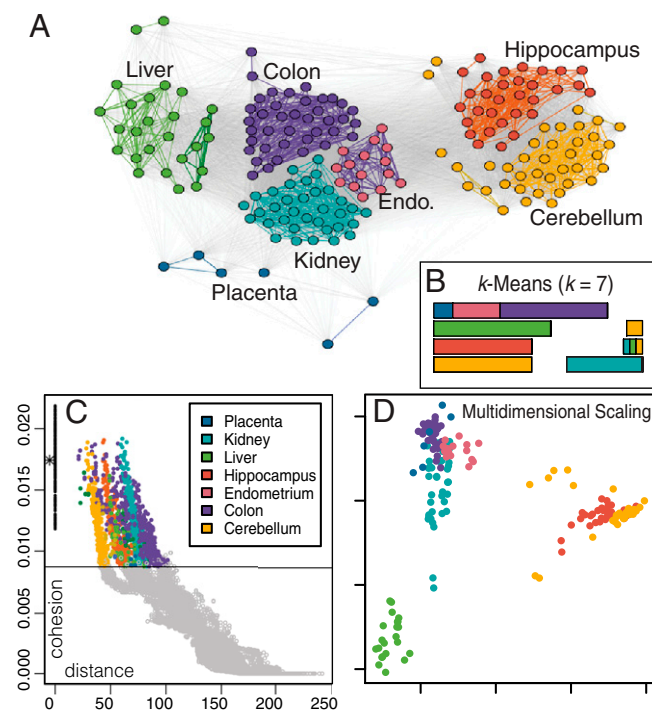 A
Liver
Colon
Hippocampus
Endo.
Cerebellum
Kidney
Placenta
B
k-Means (k = 7)
C
0.020
0.015
0.010
0.005
0.000
cohesion
distance
0
50
100
150
200
250
*
Placenta
Kidney
Liver
Hippocampus
Endometrium
Colon
Cerebellum
D
Multidimensional Scaling